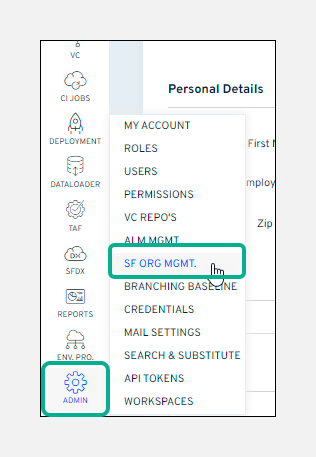 VC
CI JOBS
DEPLOYMENT
DATALOADER
TAF
DX
SFDX
REPORTS
ENV. PRO.
ADMIN
Personal Details
First
Zip
MY ACCOUNT
ROLES
USERS
PERMISSIONS
VC REPO'S
ALM MGMT
SF ORG MGMT.
BRANCHING BASELINE
CREDENTIALS
MAIL SETTINGS
SEARCH & SUBSTITUTE
API TOKENS
WORKSPACES